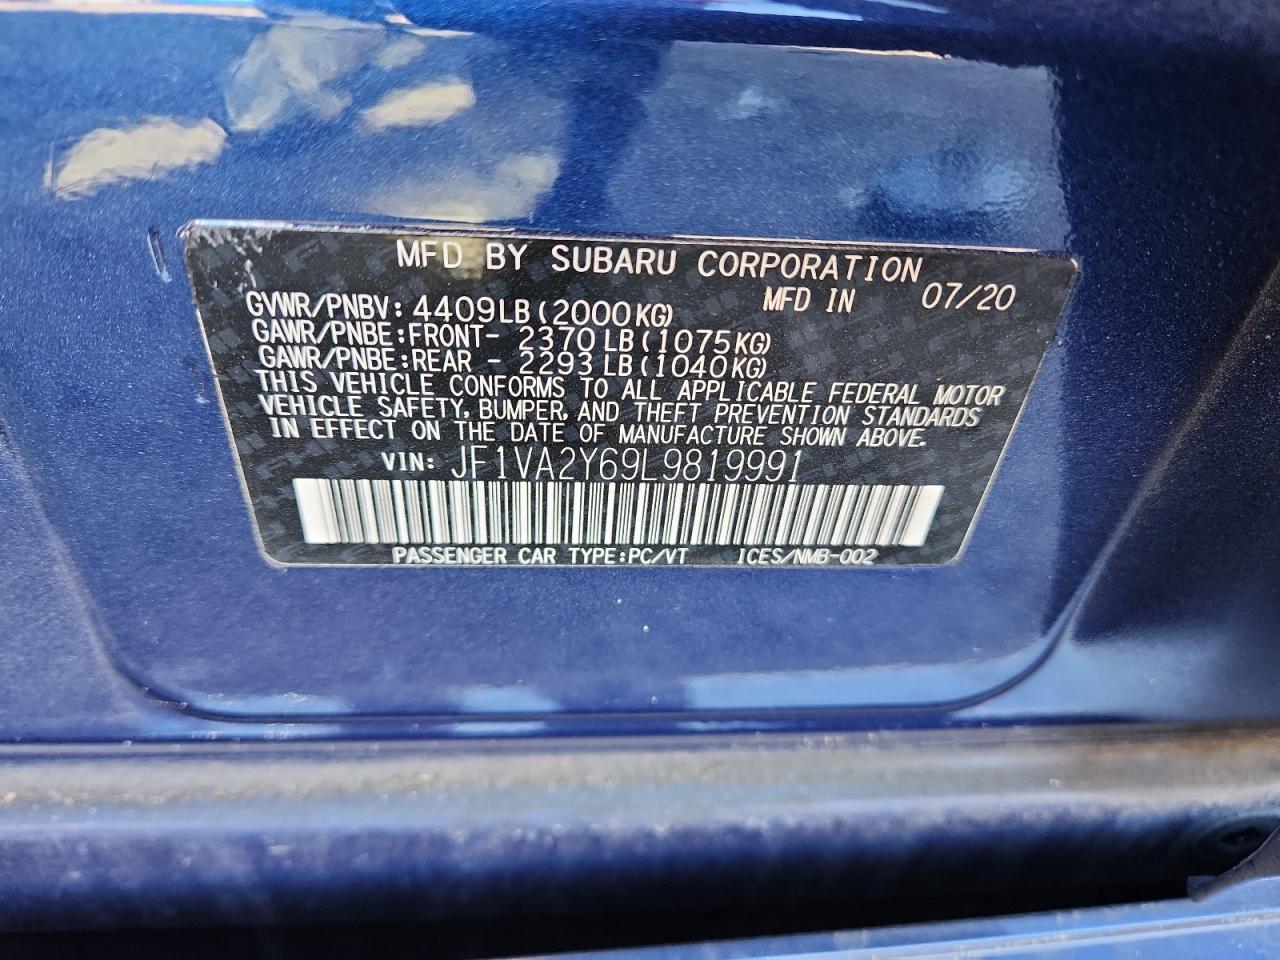 MFD BY SUBARU CORPORATION
GVWR/PNBV: 4409LB(2000KG) MFD IN 07/20
GAWR/PNBE:FRONT- 2370LB(1075KG)
GAWR/PNBE:REAR - 2293LB(1040KG)
THIS VEHICLE CONFORMS TO ALL APPLICABLE FEDERAL MOTOR
VEHICLE SAFETY, BUMPER, AND THEFT PREVENTION STANDARDS
IN EFFECT ON THE DATE OF MANUFACTURE SHOWN ABOVE.
VIN: JF1VA2Y69L9819991
PASSENGER CAR TYPE:PC/VT ICES/NMB-002